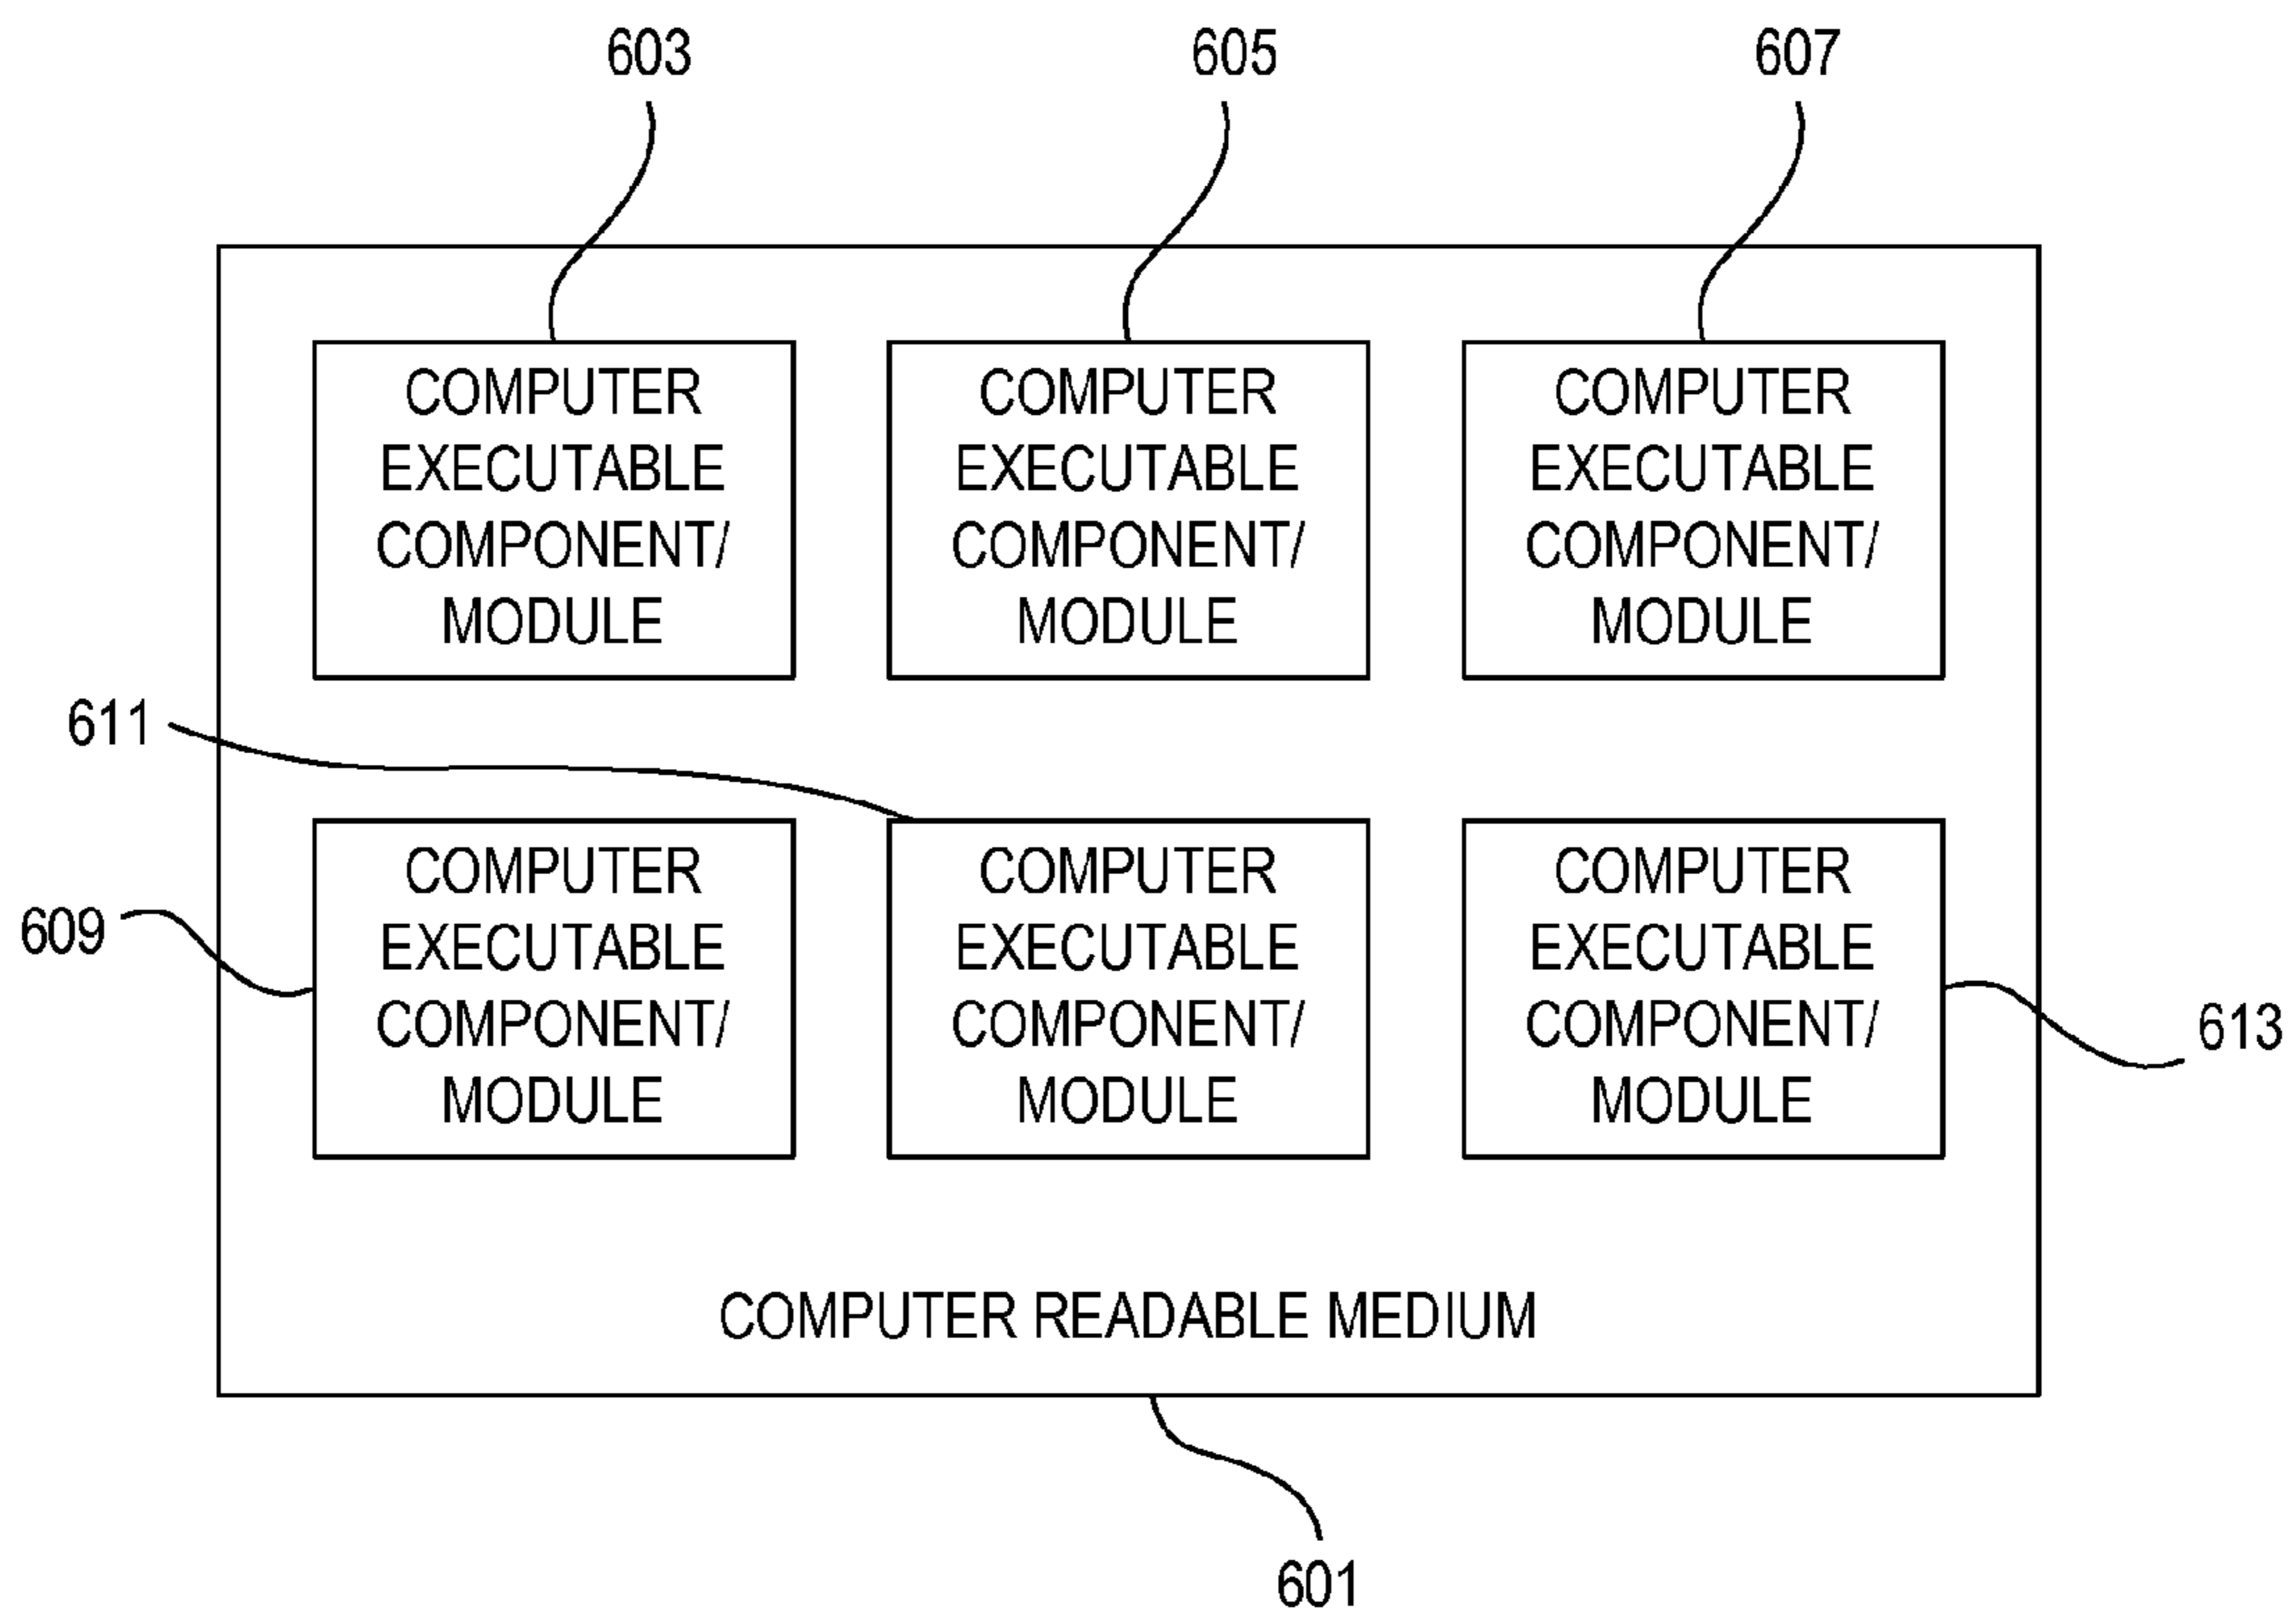 603
605
607
COMPUTER
EXECUTABLE
COMPONENT/
MODULE
COMPUTER
EXECUTABLE
COMPONENT/
MODULE
COMPUTER
EXECUTABLE
COMPONENT/
MODULE
611
609
COMPUTER
EXECUTABLE
COMPONENT/
MODULE
COMPUTER
EXECUTABLE
COMPONENT/
MODULE
COMPUTER
EXECUTABLE
COMPONENT/
MODULE
613
COMPUTER READABLE MEDIUM
601